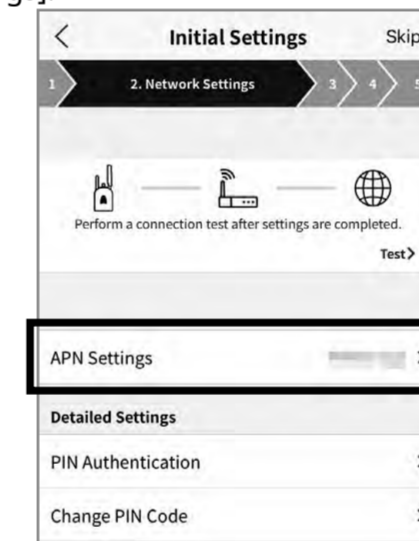 Initial Settings Skip
1 2. Network Settings 3 4
Perform a connection test after settings are completed.
Test>
APN Settings
Detailed Settings
PIN Authentication
Change PIN Code